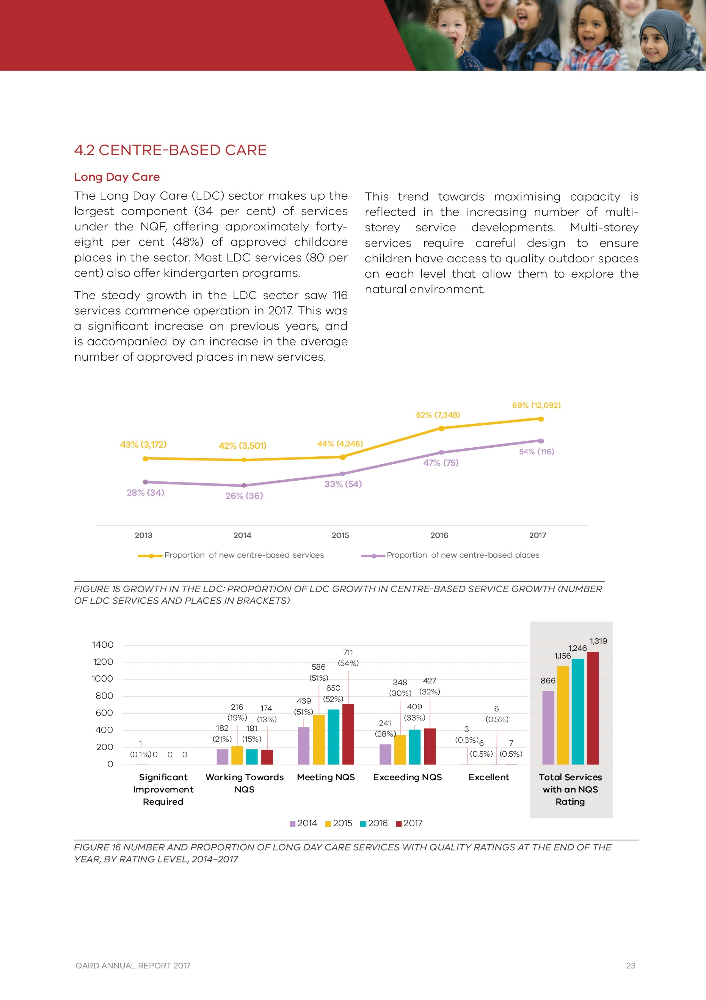 4.2 CENTRE-BASED CARE
Long Day Care
The Long Day Care (LDC) sector makes up the
largest component (34 per cent) of services
under the NQF, offering approximately forty-
eight per cent (48%) of approved childcare
places in the sector. Most LDC services (80 per
cent) also offer kindergarten programs.
The steady growth in the LDC sector saw 116
services commence operation in 2017. This was
a significant increase on previous years, and
is accompanied by an increase in the average
number of approved places in new services.
This trend towards maximising capacity is
reflected in the increasing number of multi-
storey service developments. Multi-storey
services require careful design to ensure
children have access to quality outdoor spaces
on each level that allow them to explore the
natural environment.
69% (12,092)
62% (7,348)
43% (3,172)
42% (3,501)
44% (4,246)
54% (116)
47% (75)
33% (54)
28% (34)
26% (36)
2013 2014 2015 2016 2017
Proportion of new centre-based services Proportion of new centre-based places
FIGURE 15 GROWTH IN THE LDC: PROPORTION OF LDC GROWTH IN CENTRE-BASED SERVICE GROWTH (NUMBER
OF LDC SERVICES AND PLACES IN BRACKETS)
1400
1200
1000
800
600
400
200
0
1
(0.1%) 0 0 0
182
(21%)
216
(19%)
181
(15%)
174
(13%)
439
(51%)
586
(51%)
650
(52%)
711
(54%)
241
(28%)
348
(30%)
409
(33%)
427
(32%)
3
(0.3%)
6
(0.5%)
6
(0.5%)
7
(0.5%)
866
1,156
1,246
1,319
Significant
Improvement
Required
Working Towards
NQS
Meeting NQS
Exceeding NQS
Excellent
Total Services
with an NQS
Rating
2014 2015 2016 2017
FIGURE 16 NUMBER AND PROPORTION OF LONG DAY CARE SERVICES WITH QUALITY RATINGS AT THE END OF THE
YEAR, BY RATING LEVEL, 2014–2017
QARD ANNUAL REPORT 2017
23